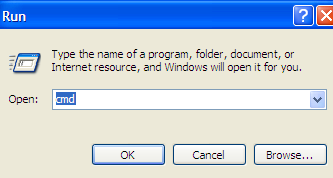 Run
Type the name of a program, folder, document, or
Internet resource, and Windows will open it for you.
Open: cmd
OK Cancel Browse...